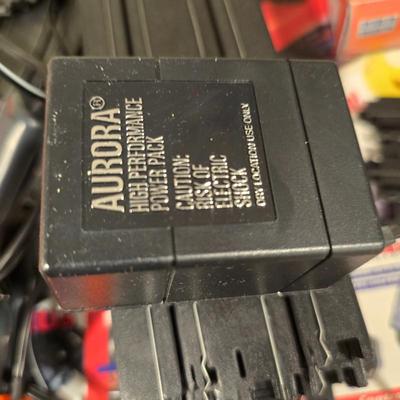 AURORA®
HIGH PERFORMANCE
POWER PACK
CAUTION:
RISK OF
ELECTRIC
SHOCK
DRY LOCATION USE ONLY